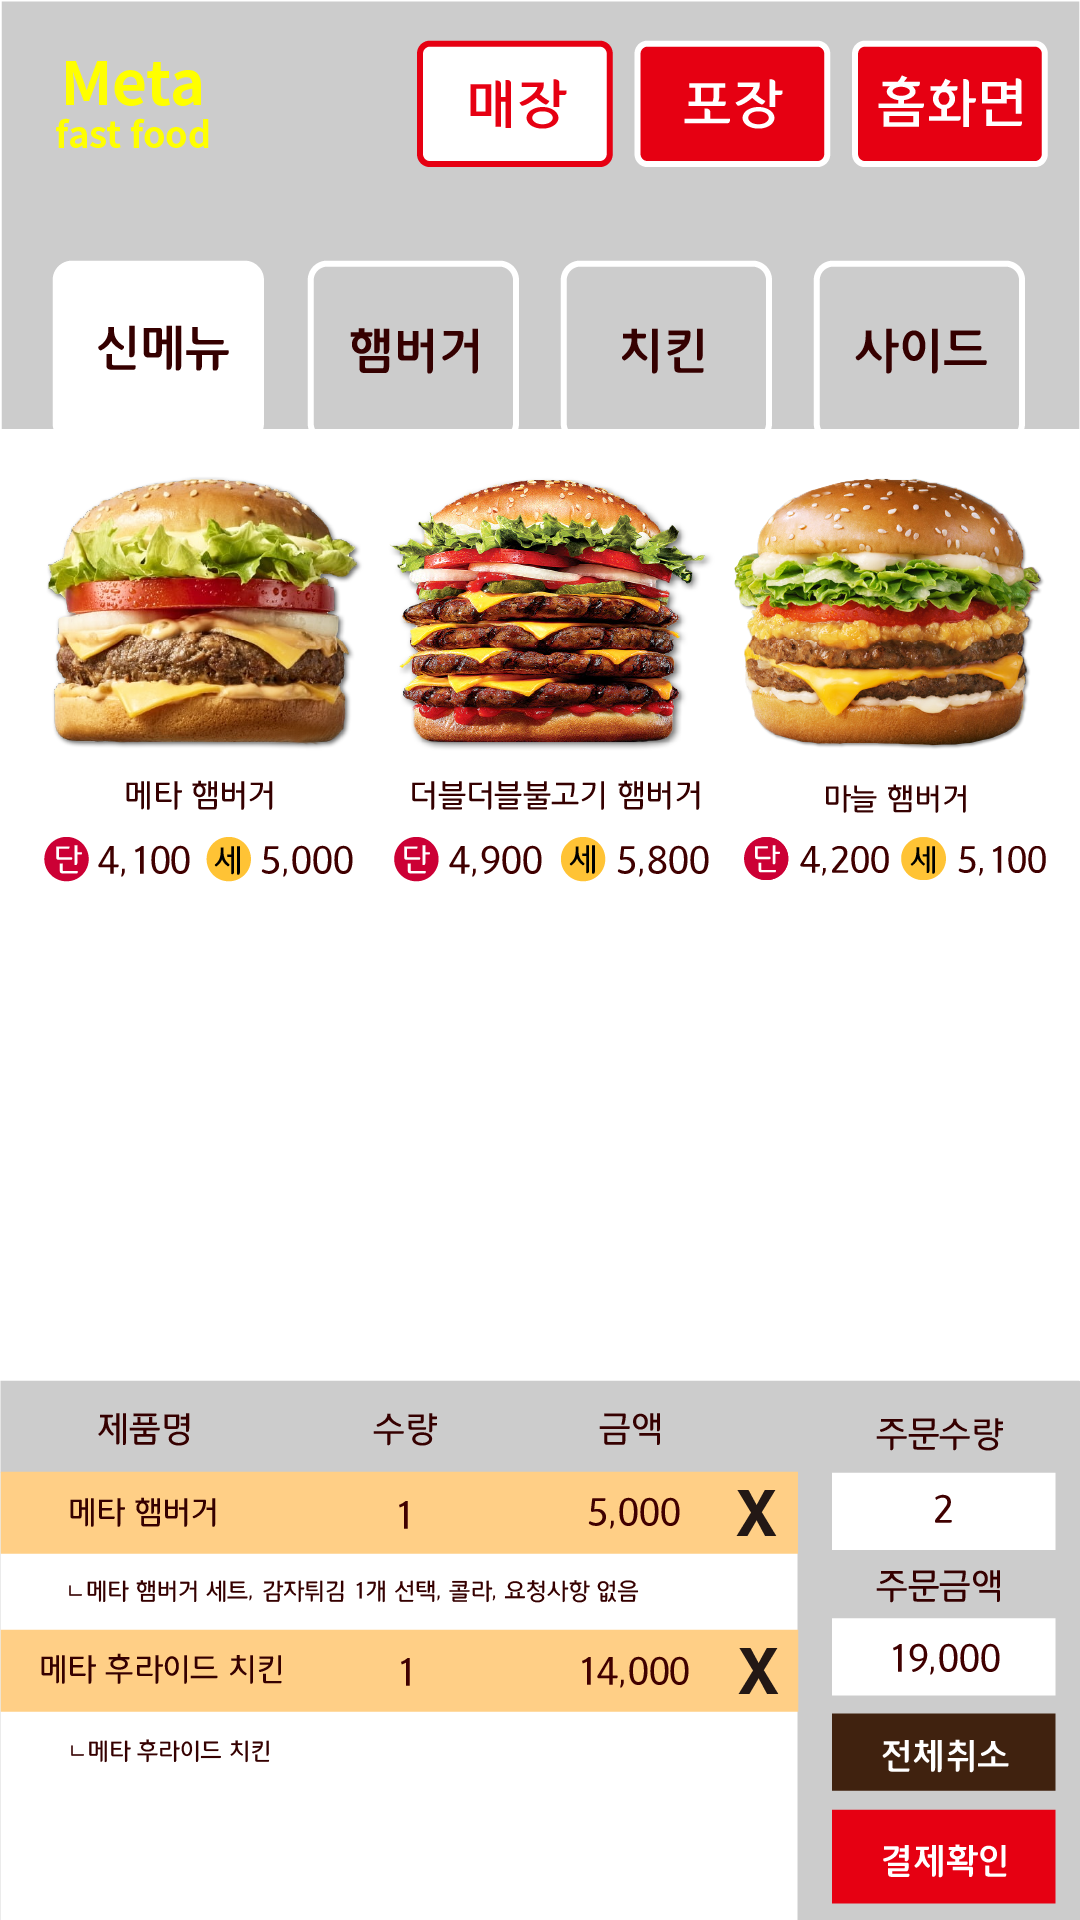 Meta
fast food
매장 포장 홈화면
신메뉴 햄버거 치킨 사이드
메타 햄버거 더블더블불고기 햄버거 마늘 햄버거
단 4,100 세 5,000 단 4,900 세 5,800 단 4,200 세 5,100
제품명 수량 금액 주문수량
메타 햄버거 1 5,000 X 2
ㄴ메타 햄버거 세트, 감자튀김 1개 선택, 콜라, 요청사항 없음 주문금액
메타 후라이드 치킨 1 14,000 X 19,000
ㄴ메타 후라이드 치킨 전체취소
결제확인